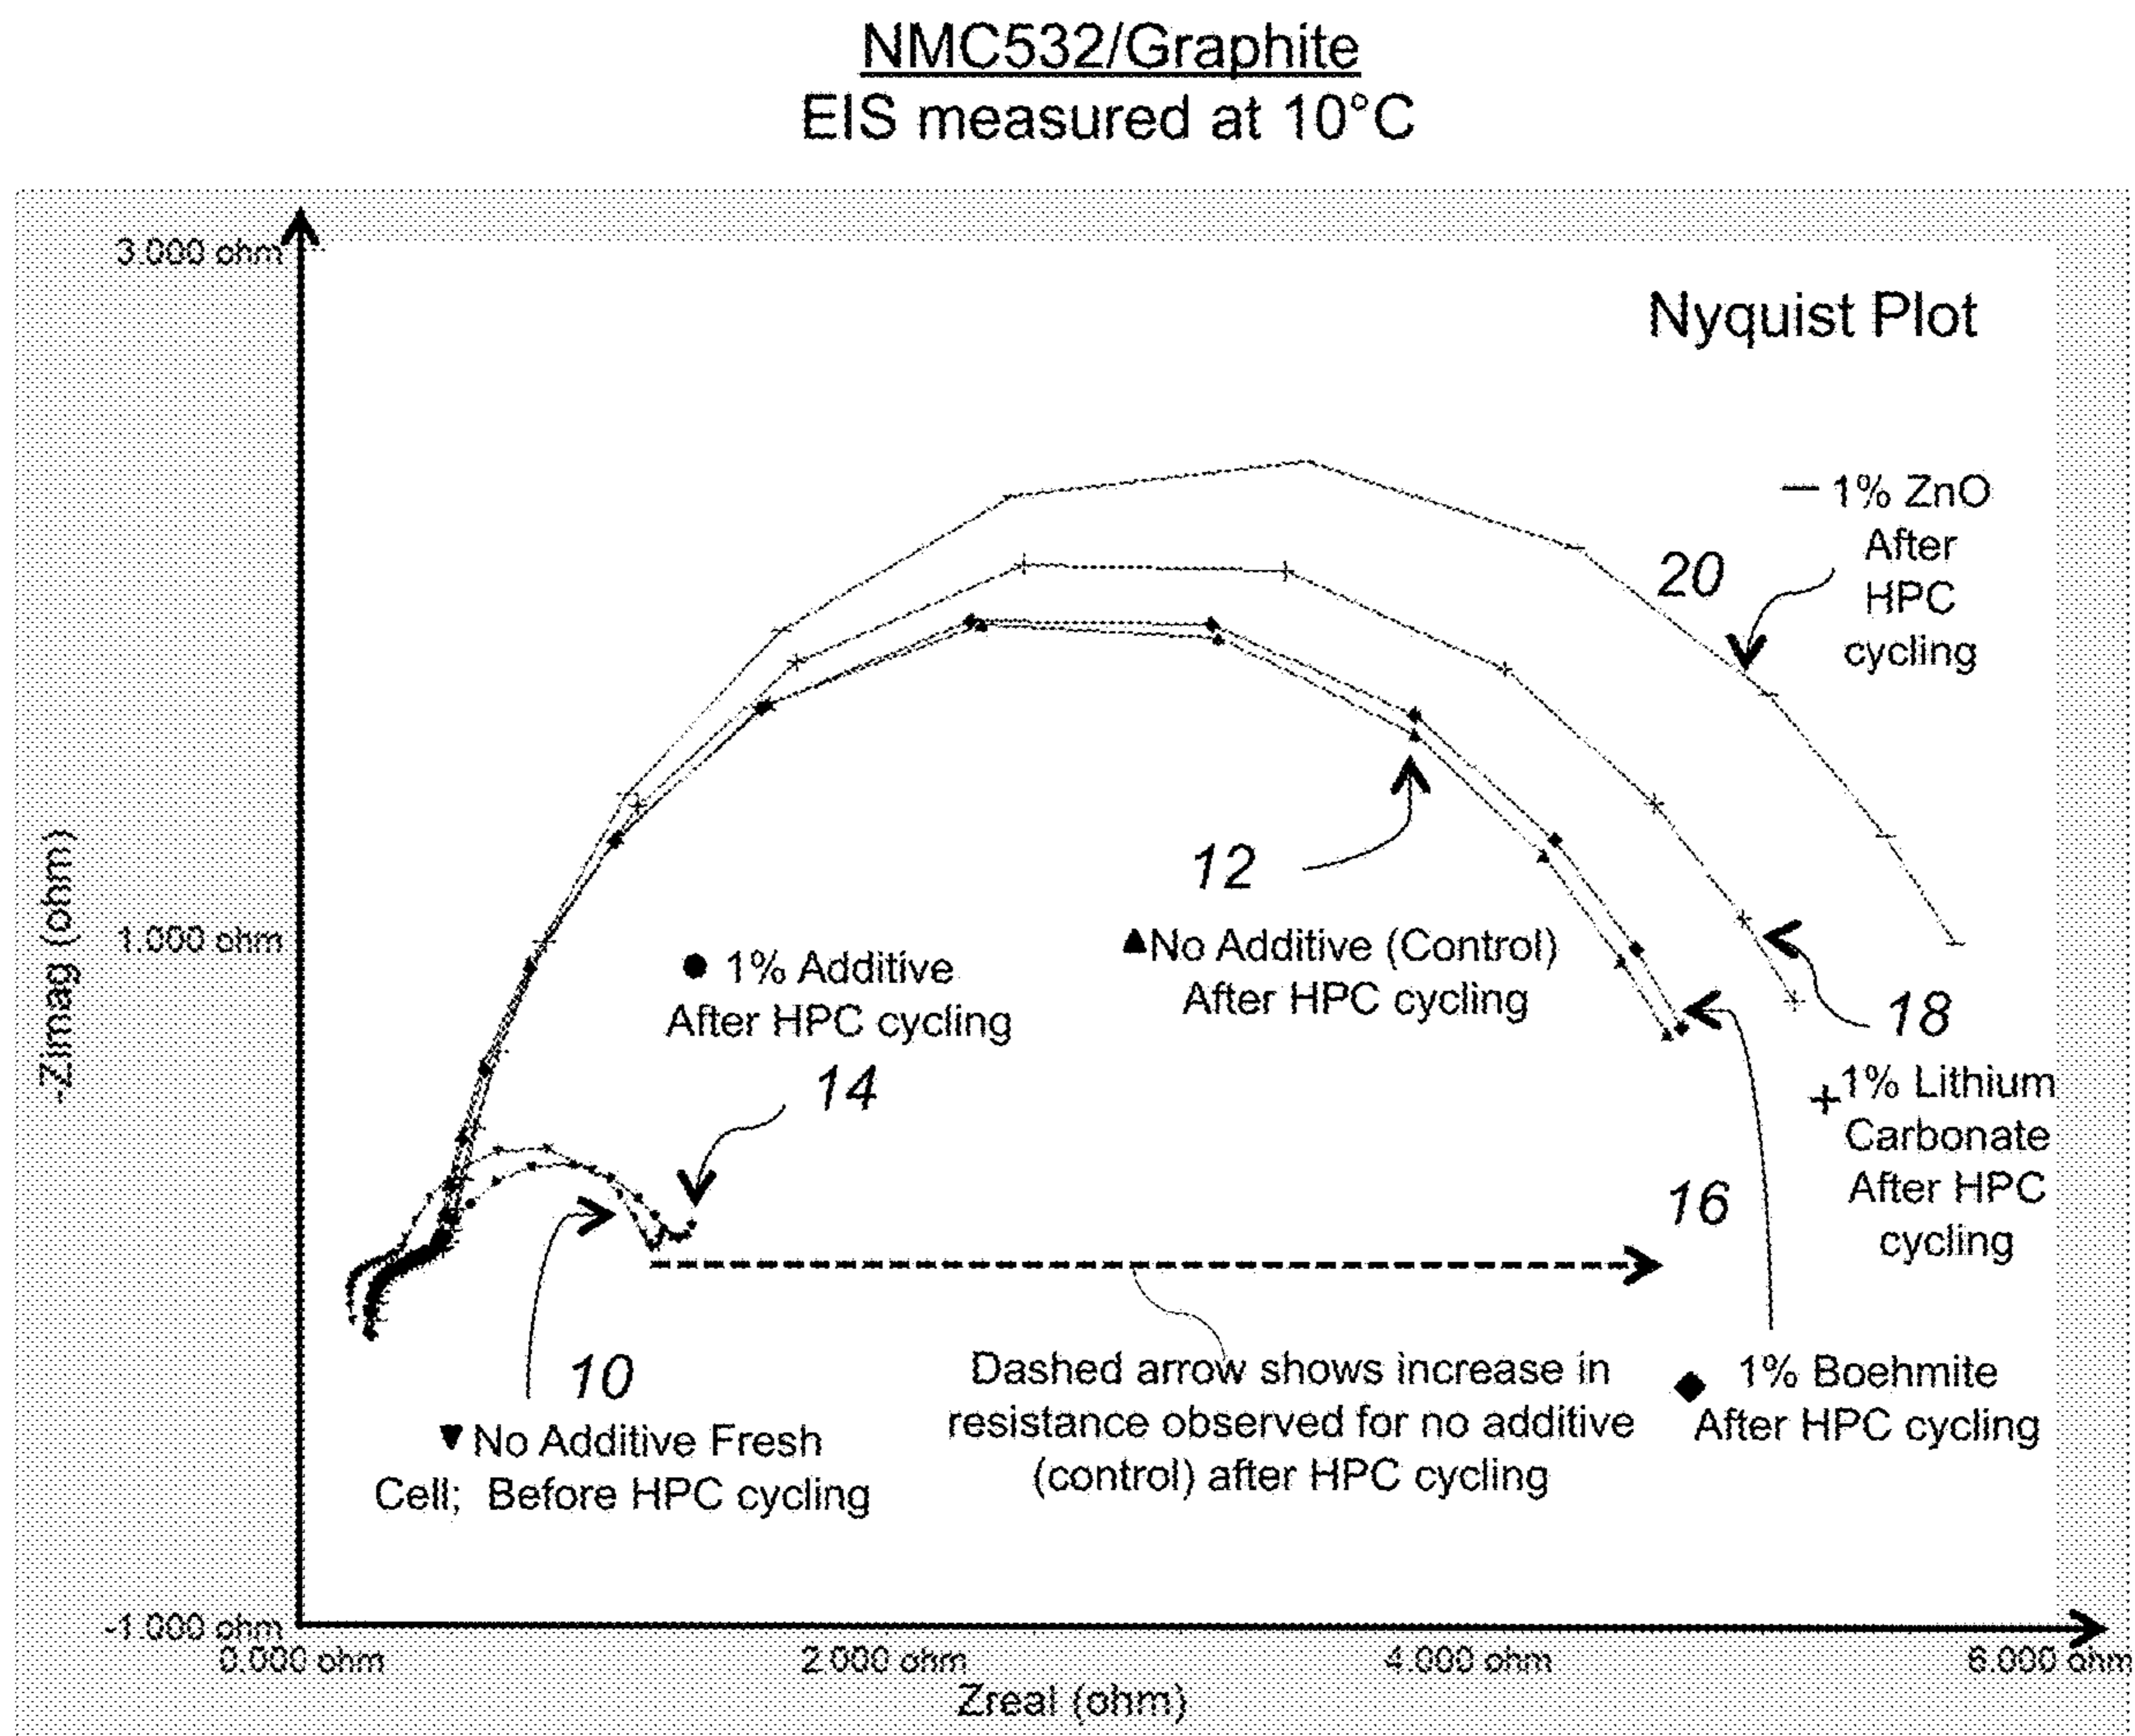 NMC532/Graphite
EIS measured at 10°C
3.000 ohm
Nyquist Plot
— 1% ZnO
After
HPC
cycling
20
12
-Zimag (ohm)
1.000 ohm
● 1% Additive
After HPC cycling
14
▲No Additive (Control)
After HPC cycling
18
+1% Lithium
Carbonate
After HPC
cycling
16
10
▼ No Additive Fresh
Cell; Before HPC cycling
Dashed arrow shows increase in
resistance observed for no additive
(control) after HPC cycling
◆ 1% Boehmite
After HPC cycling
-1.000 ohm
0.000 ohm
2.000 ohm
4.000 ohm
6.000 ohm
Zreal (ohm)